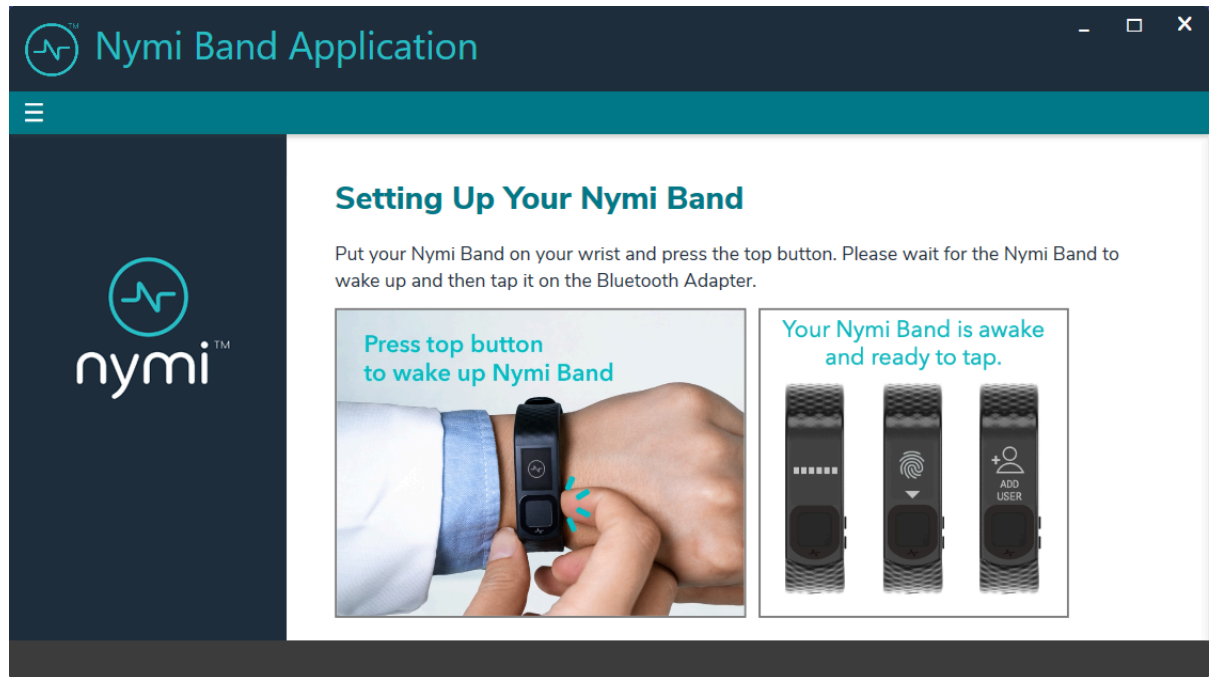 Nymi Band Application
TM
nymi™
Setting Up Your Nymi Band
Put your Nymi Band on your wrist and press the top button. Please wait for the Nymi Band to
wake up and then tap it on the Bluetooth Adapter.
Press top button
to wake up Nymi Band
Your Nymi Band is awake
and ready to tap.
ADD
USER